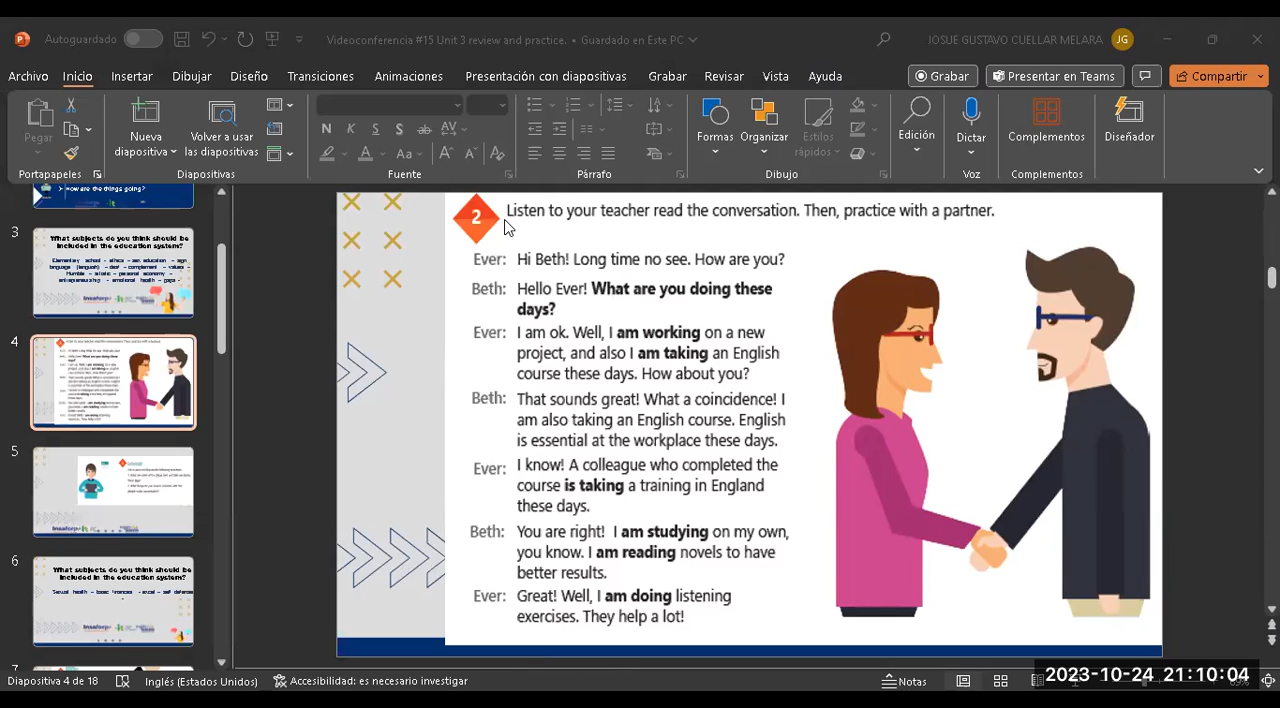 Autoguardado
Videoconferencia #15 Unit 3 review and practice. • Guardado en Este PC
JOSUE GUSTAVO CUELLAR MELARA JG
Archivo Inicio Insertar Dibujar Diseño Transiciones Animaciones Presentación con diapositivas Grabar Revisar Vista Ayuda Grabar Presentar en Teams Compartir
Pegar
Nueva diapositiva
Volver a usar las diapositivas
Formas
Organizar
Estilos rápidos
Edición
Dictar
Complementos
Diseñador
Portapapeles Diapositivas Fuente Párrafo Dibujo Voz Complementos
How are the things going?
3
What subjects do you think should be
included in the education system?
4
5
6
What subjects do you think should be
included in the education system?
7
2 Listen to your teacher read the conversation. Then, practice with a partner.
Ever: Hi Beth! Long time no see. How are you?
Beth: Hello Ever! What are you doing these
days?
Ever: I am ok. Well, I am working on a new
project, and also I am taking an English
course these days. How about you?
Beth: That sounds great! What a coincidence! I
am also taking an English course. English
is essential at the workplace these days.
Ever: I know! A colleague who completed the
course is taking a training in England
these days.
Beth: You are right! I am studying on my own,
you know. I am reading novels to have
better results.
Ever: Great! Well, I am doing listening
exercises. They help a lot!
Diapositiva 4 de 18 Inglés (Estados Unidos) Accesibilidad: es necesario investigar Notas
2023-10-24 21:10:04